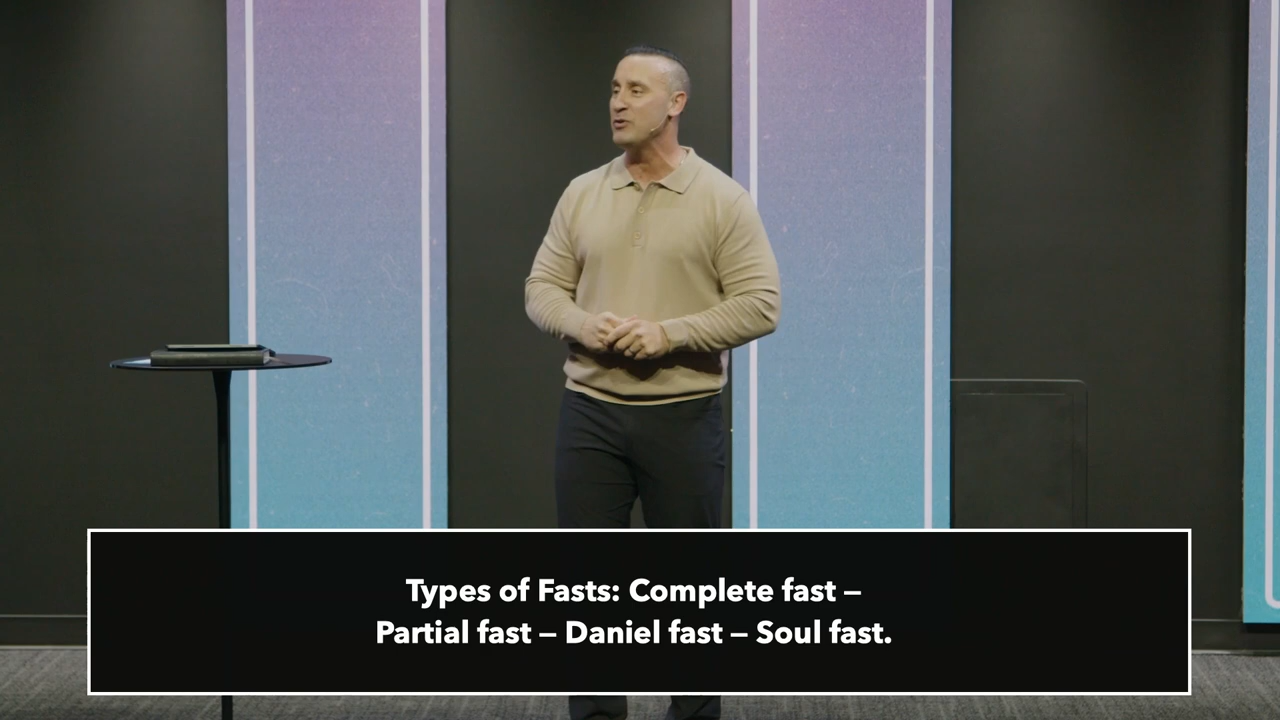 Types of Fasts: Complete fast –
Partial fast – Daniel fast – Soul fast.